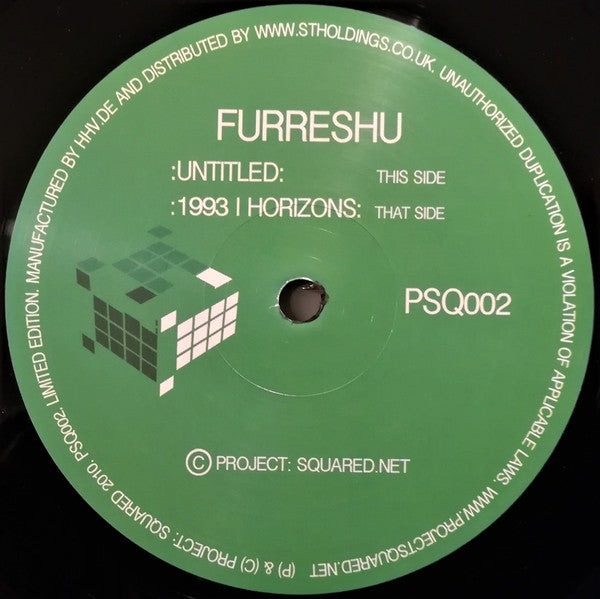 FURRESHU
:UNTITLED: THIS SIDE
:1993 | HORIZONS: THAT SIDE
PSQ002
© PROJECT: SQUARED.NET
(P) & (C) PROJECT: SQUARED 2010. PSQ002. LIMITED EDITION. MANUFACTURED BY HHV.DE AND DISTRIBUTED BY WWW.STHOLDINGS.CO.UK. UNAUTHORIZED DUPLICATION IS A VIOLATION OF APPLICABLE LAWS. WWW.PROJECTSQUARED.NET